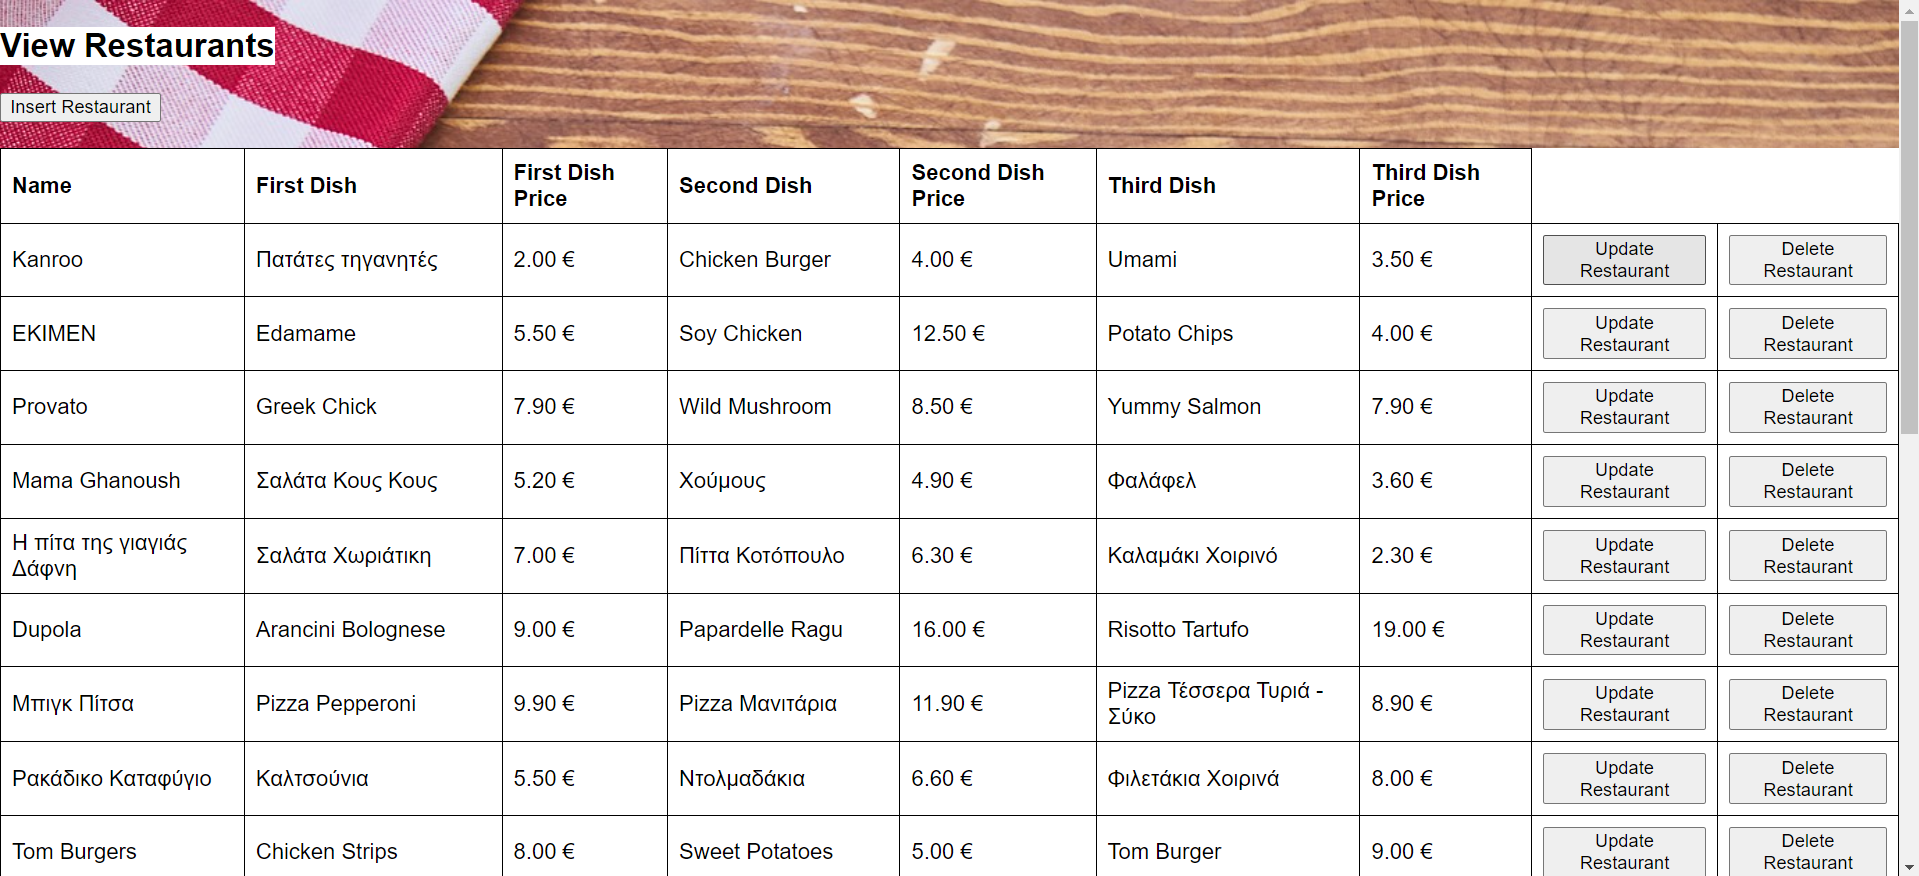 View Restaurants
Insert Restaurant
Name First Dish First Dish Price Second Dish Second Dish Price Third Dish Third Dish Price
Kanroo Πατάτες τηγανητές 2.00 € Chicken Burger 4.00 € Umami 3.50 € Update Restaurant Delete Restaurant
EKIMEN Edamame 5.50 € Soy Chicken 12.50 € Potato Chips 4.00 € Update Restaurant Delete Restaurant
Provato Greek Chick 7.90 € Wild Mushroom 8.50 € Yummy Salmon 7.90 € Update Restaurant Delete Restaurant
Mama Ghanoush Σαλάτα Κους Κους 5.20 € Χούμους 4.90 € Φαλάφελ 3.60 € Update Restaurant Delete Restaurant
Η πίτα της γιαγιάς Δάφνη Σαλάτα Χωριάτικη 7.00 € Πίττα Κοτόπουλο 6.30 € Καλαμάκι Χοιρινό 2.30 € Update Restaurant Delete Restaurant
Dupola Arancini Bolognese 9.00 € Papardelle Ragu 16.00 € Risotto Tartufo 19.00 € Update Restaurant Delete Restaurant
Μπιγκ Πίτσα Pizza Pepperoni 9.90 € Pizza Μανιτάρια 11.90 € Pizza Τέσσερα Τυριά - Σύκο 8.90 € Update Restaurant Delete Restaurant
Ρακάδικο Καταφύγιο Καλτσούνια 5.50 € Ντολμαδάκια 6.60 € Φιλετάκια Χοιρινά 8.00 € Update Restaurant Delete Restaurant
Tom Burgers Chicken Strips 8.00 € Sweet Potatoes 5.00 € Tom Burger 9.00 € Update Restaurant Delete Restaurant